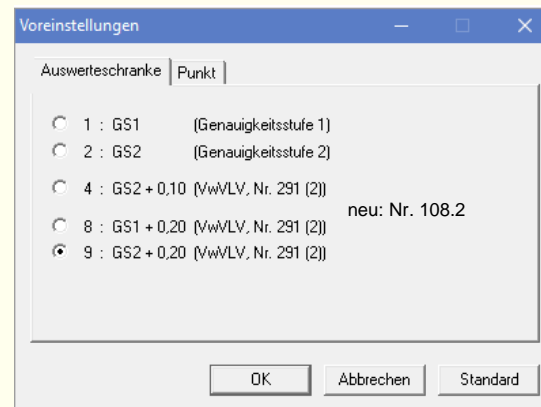 Voreinstellungen
Auswerteschranke Punkt
1 : GS1 (Genauigkeitsstufe 1)
2 : GS2 (Genauigkeitsstufe 2)
4 : GS2 + 0,10 (VwVLV, Nr. 291 (2))
neu: Nr. 108.2
8 : GS1 + 0,20 (VwVLV, Nr. 291 (2))
9 : GS2 + 0,20 (VwVLV, Nr. 291 (2))
OK Abbrechen Standard